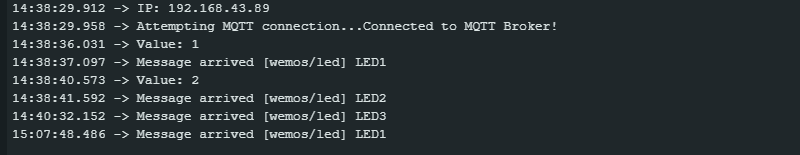 14:38:29.912 -> IP: 192.168.43.89
14:38:29.958 -> Attempting MQTT connection...Connected to MQTT Broker!
14:38:36.031 -> Value: 1
14:38:37.097 -> Message arrived [wemos/led] LED1
14:38:40.573 -> Value: 2
14:38:41.592 -> Message arrived [wemos/led] LED2
14:40:32.152 -> Message arrived [wemos/led] LED3
15:07:48.486 -> Message arrived [wemos/led] LED1